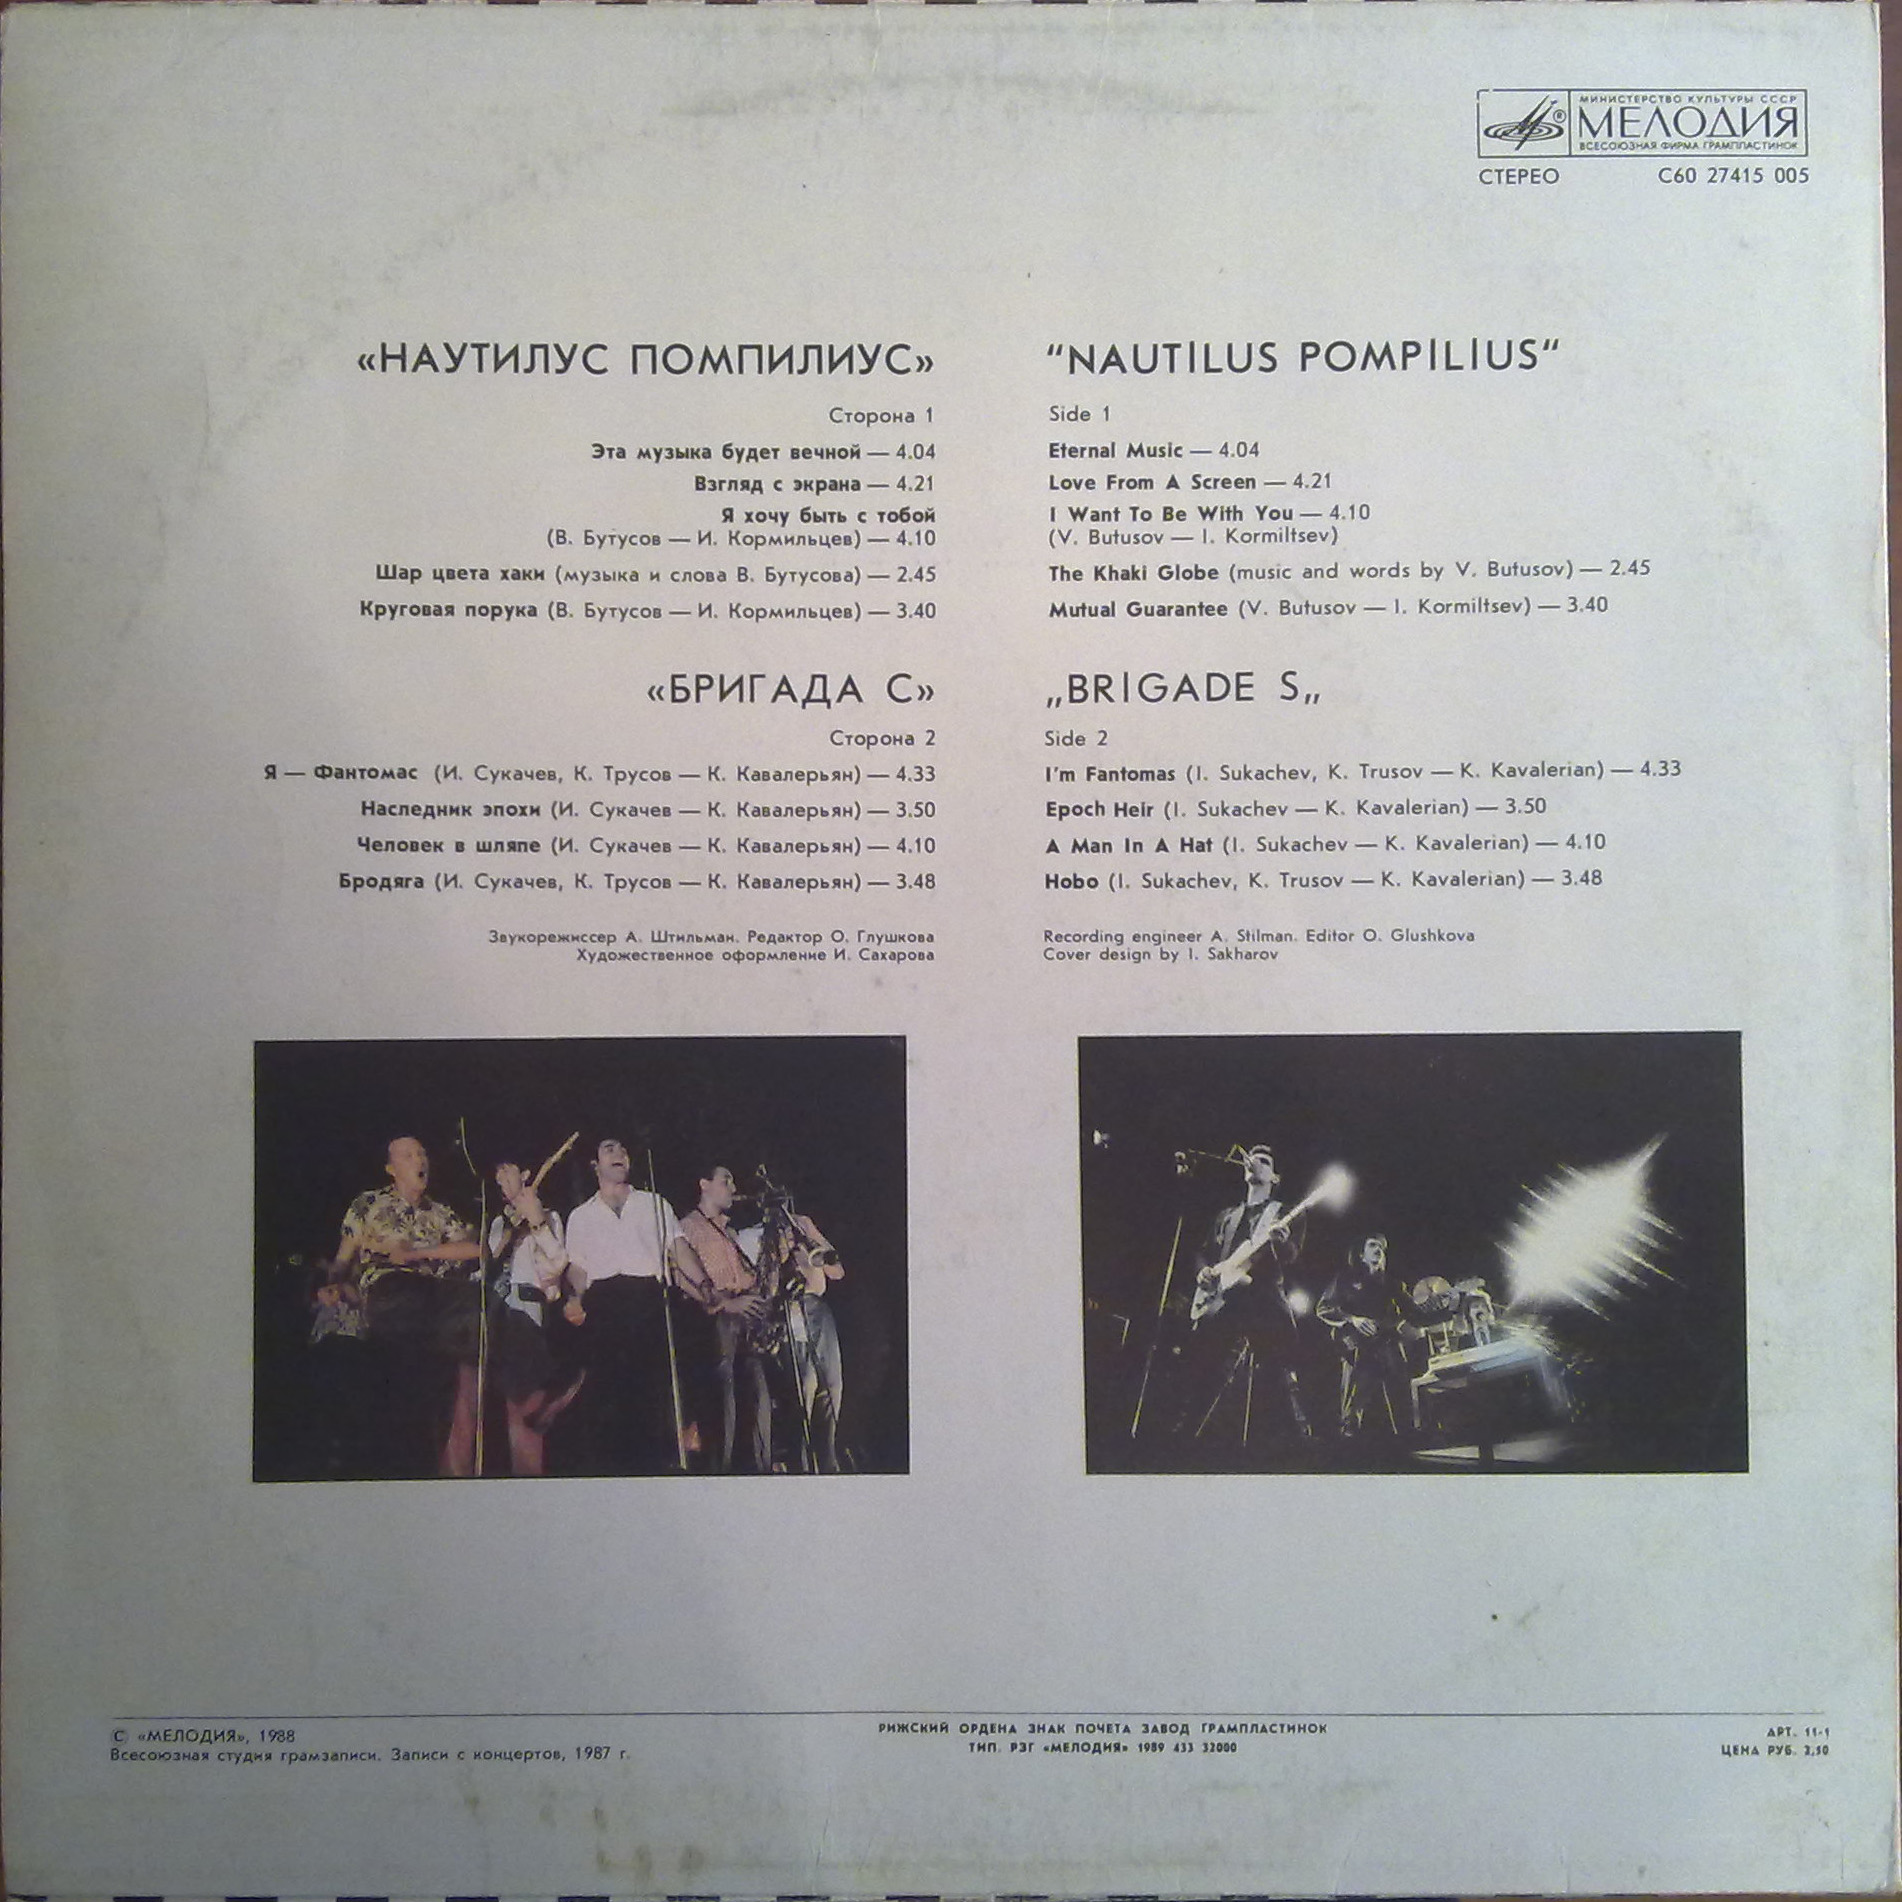 МИНИСТЕРСТВО КУЛЬТУРЫ СССР
® МЕЛОДИЯ
ВСЕСОЮЗНАЯ ФИРМА ГРАМПЛАСТИНОК
СТЕРЕО С60 27415 005
«НАУТИЛУС ПОМПИЛИУС»
Сторона 1
Эта музыка будет вечной — 4.04
Взгляд с экрана — 4.21
Я хочу быть с тобой
(В. Бутусов — И. Кормильцев) — 4.10
Шар цвета хаки (музыка и слова В. Бутусова) — 2.45
Круговая порука (В. Бутусов — И. Кормильцев) — 3.40
«БРИГАДА С»
Сторона 2
Я — Фантомас (И. Сукачев, К. Трусов — К. Кавалерьян) — 4.33
Наследник эпохи (И. Сукачев — К. Кавалерьян) — 3.50
Человек в шляпе (И. Сукачев — К. Кавалерьян) — 4.10
Бродяга (И. Сукачев, К. Трусов — К. Кавалерьян) — 3.48
Звукорежиссер А. Штильман. Редактор О. Глушкова
Художественное оформление И. Сахарова
“NAUTILUS POMPILIUS“
Side 1
Eternal Music — 4.04
Love From A Screen — 4.21
I Want To Be With You — 4.10
(V. Butusov — I. Kormiltsev)
The Khaki Globe (music and words by V. Butusov) — 2.45
Mutual Guarantee (V. Butusov — I. Kormiltsev) — 3.40
„BRIGADE S„
Side 2
I'm Fantomas (I. Sukachev, K. Trusov — K. Kavalerian) — 4.33
Epoch Heir (I. Sukachev — K. Kavalerian) — 3.50
A Man In A Hat (I. Sukachev — K. Kavalerian) — 4.10
Hobo (I. Sukachev, K. Trusov — K. Kavalerian) — 3.48
Recording engineer A. Stilman. Editor O. Glushkova
Cover design by I. Sakharov
© «МЕЛОДИЯ», 1988
Всесоюзная студия грамзаписи. Записи с концертов, 1987 г.
РИЖСКИЙ ОРДЕНА ЗНАК ПОЧЕТА ЗАВОД ГРАМПЛАСТИНОК
ТИП. РЗГ «МЕЛОДИЯ» 1989 433 32000
АРТ. 11-1
ЦЕНА РУБ. 2,50